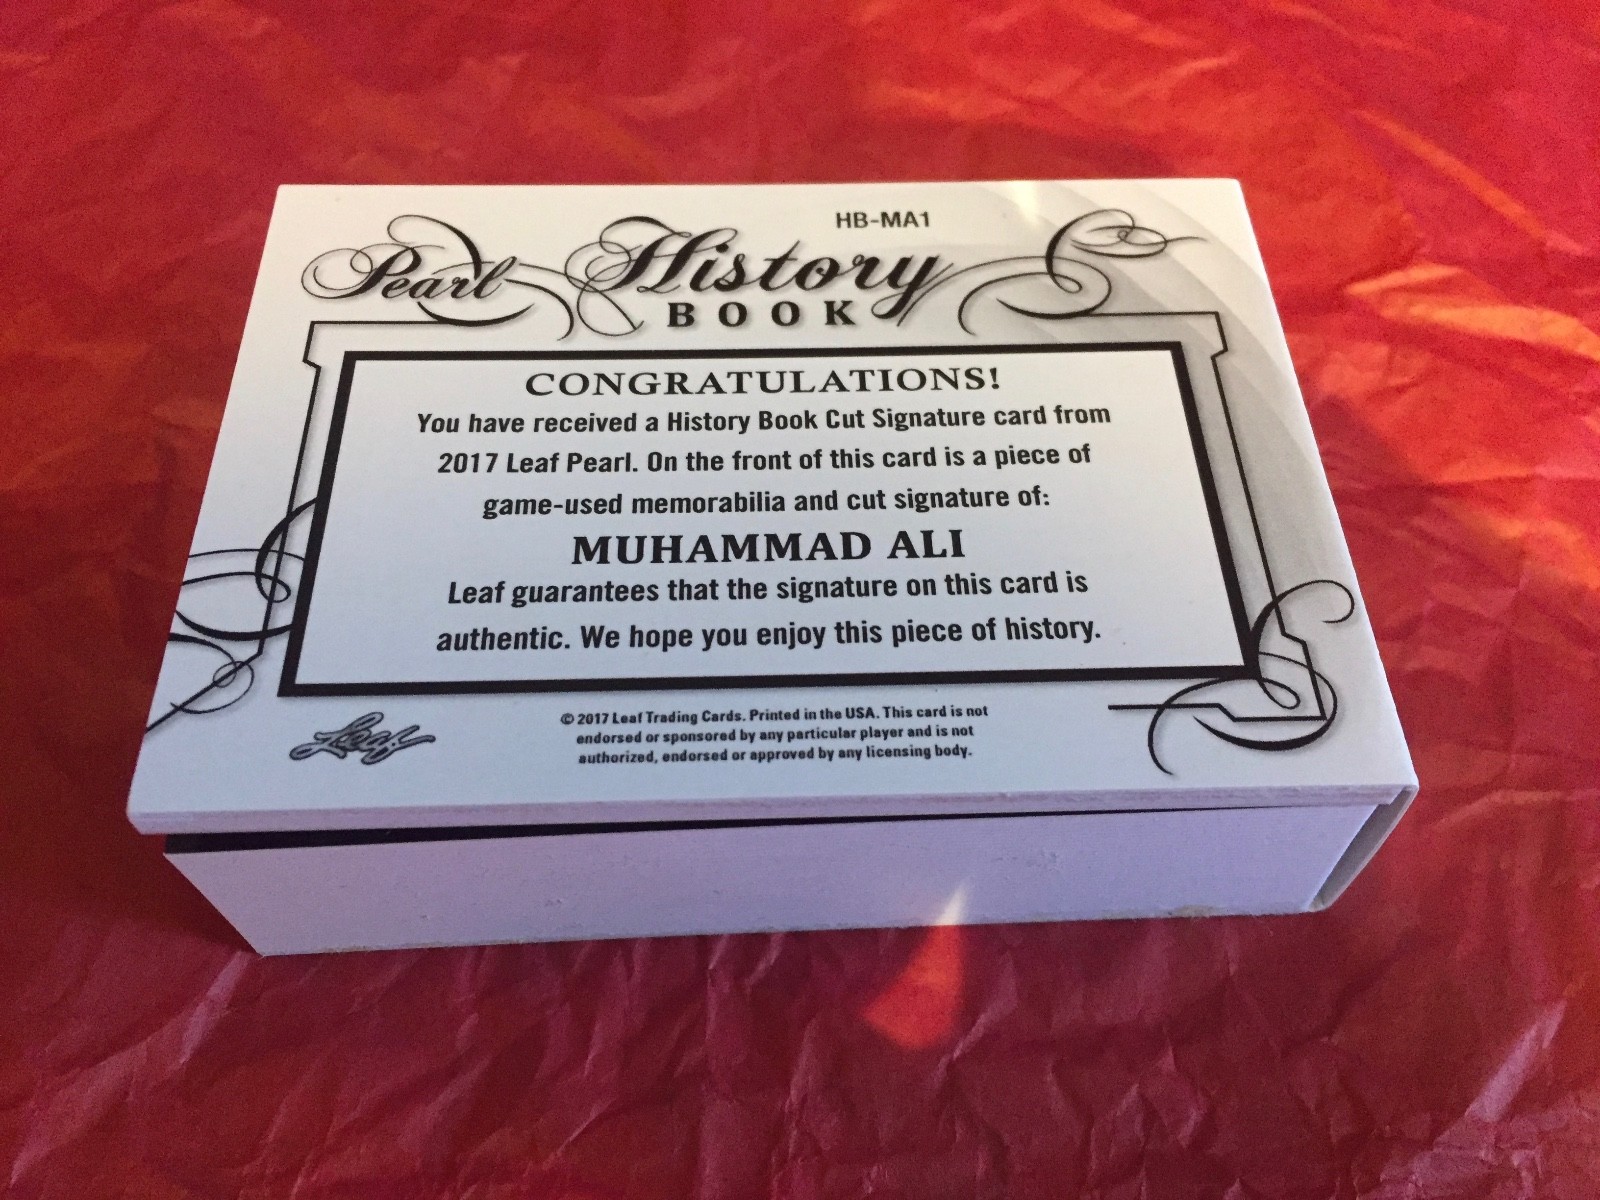 HB-MA1
Pearl History
BOOK
CONGRATULATIONS!
You have received a History Book Cut Signature card from
2017 Leaf Pearl. On the front of this card is a piece of
game-used memorabilia and cut signature of:
MUHAMMAD ALI
Leaf guarantees that the signature on this card is
authentic. We hope you enjoy this piece of history.
Leaf
© 2017 Leaf Trading Cards. Printed in the USA. This card is not
endorsed or sponsored by any particular player and is not
authorized, endorsed or approved by any licensing body.